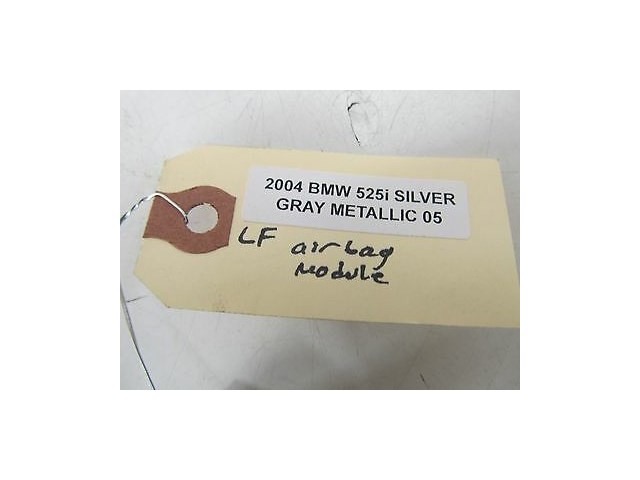 2004 BMW 525i SILVER
GRAY METALLIC 05
LF airbag
Module